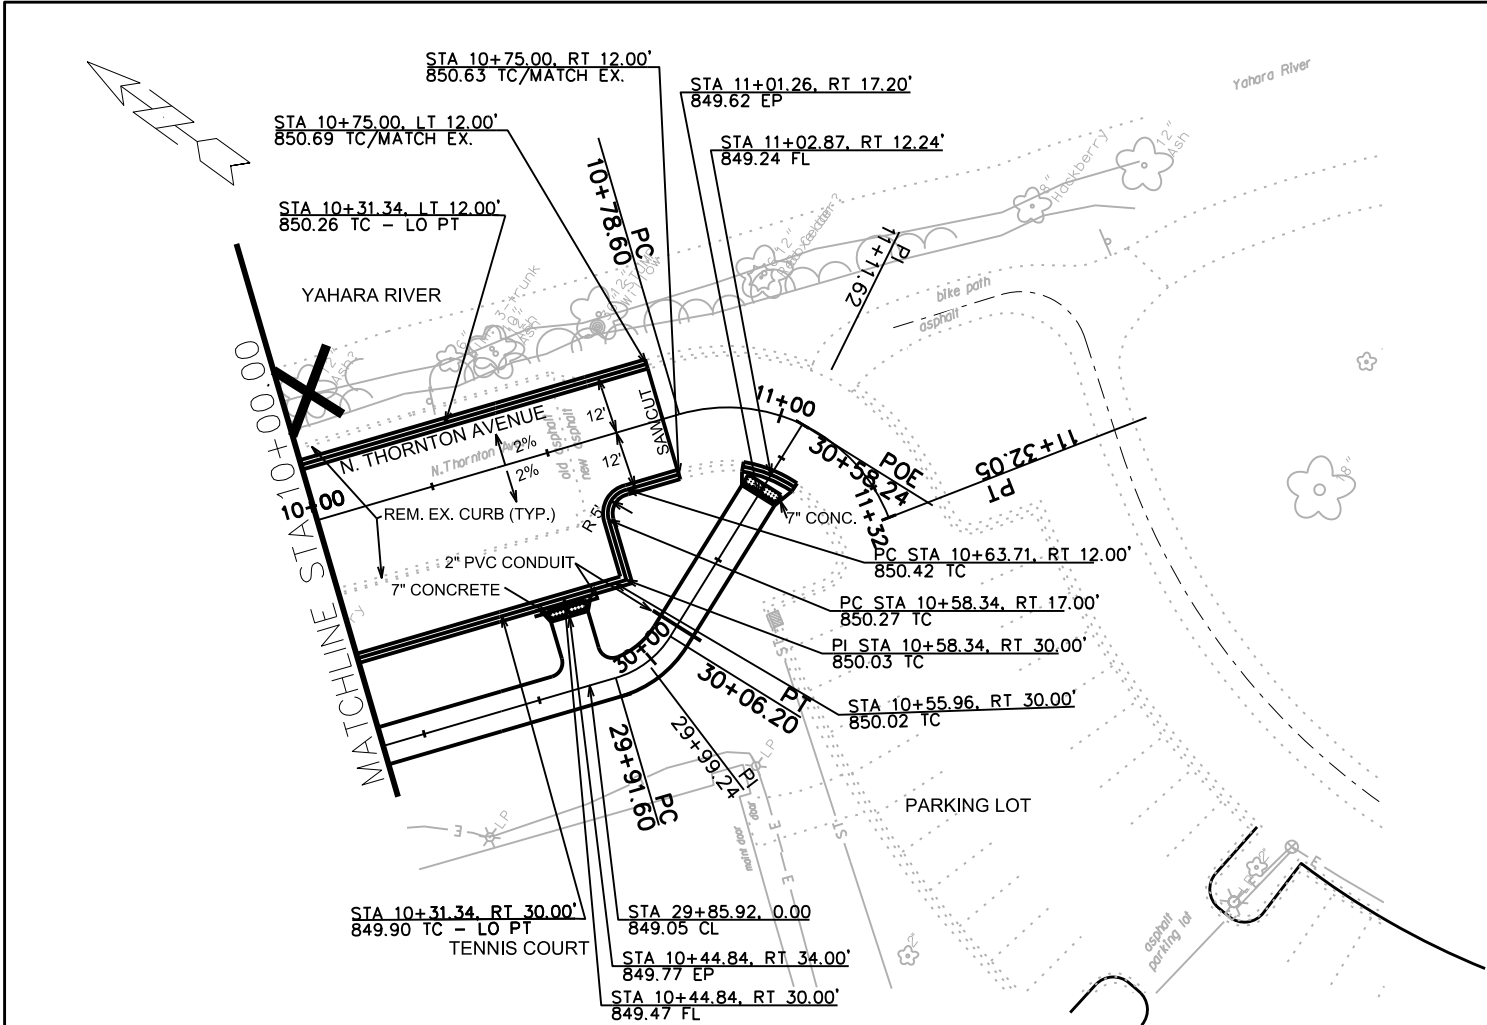 STA 10+75.00, RT 12.00'
850.63 TC/MATCH EX.
STA 11+01.26, RT 17.20'
849.62 EP
STA 10+75.00, LT 12.00'
850.69 TC/MATCH EX.
STA 11+02.87, RT 12.24'
849.24 FL
STA 10+31.34, LT 12.00'
850.26 TC - LO PT
Yahara River
12"
Ash
Hackberry
PC
10+78.60
PI
11+11.62
YAHARA RIVER
bike path
asphalt
P
MATCHLINE STA 10+00.00
N. THORNTON AVENUE
N.Thornton
old asphalt
new asphalt
2%
2%
12'
12'
SAWCUT
10+00
11+00
POE
30+58.24
11+32
PT
11+32.05
REM. EX. CURB (TYP.)
R 5'
7" CONC.
2" PVC CONDUIT
7" CONCRETE
PC STA 10+63.71, RT 12.00'
850.42 TC
PC STA 10+58.34, RT 17.00'
850.27 TC
PI STA 10+58.34, RT 30.00'
850.03 TC
STA 10+55.96, RT 30.00'
850.02 TC
30+00
PT
30+06.20
PI
29+99.24
PC
29+91.60
ST
ST
LP
LP
E
E
E
E
PARKING LOT
asphalt
parking lot
2"
2"
STA 10+31.34, RT 30.00'
849.90 TC - LO PT
TENNIS COURT
STA 29+85.92, 0.00
849.05 CL
STA 10+44.84, RT 34.00'
849.77 EP
STA 10+44.84, RT 30.00'
849.47 FL